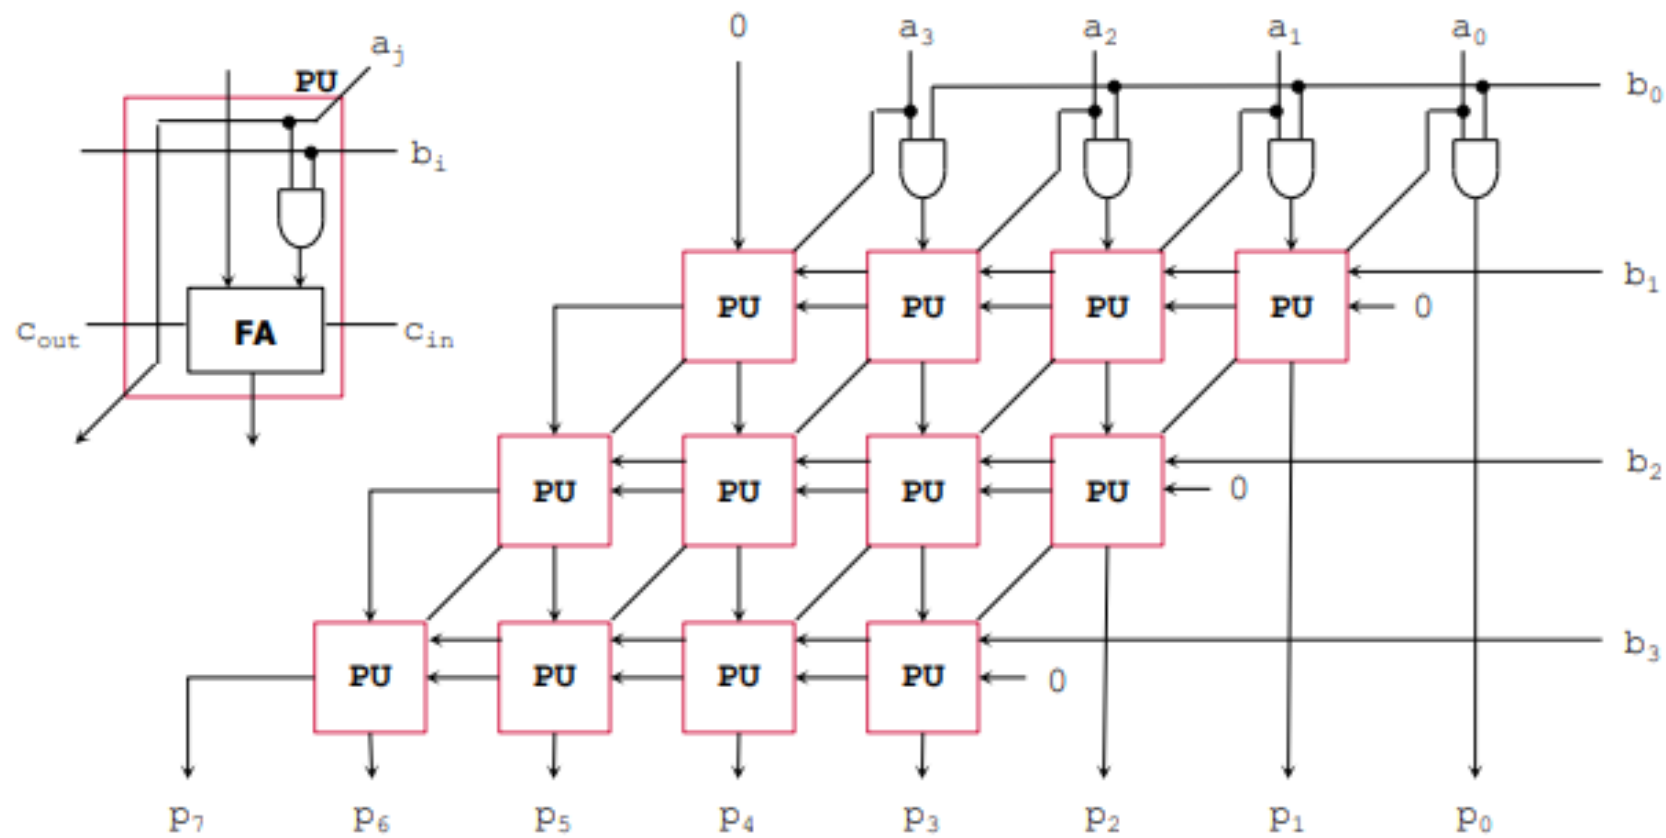 0 a₃ a₂ a₁ a₀
aⱼ
PU
b₀
bᵢ
b₁
PU PU PU PU 0
cₒᵤₜ FA cᵢₙ
b₂
PU PU PU PU 0
b₃
PU PU PU PU 0
p₇ p₆ p₅ p₄ p₃ p₂ p₁ p₀